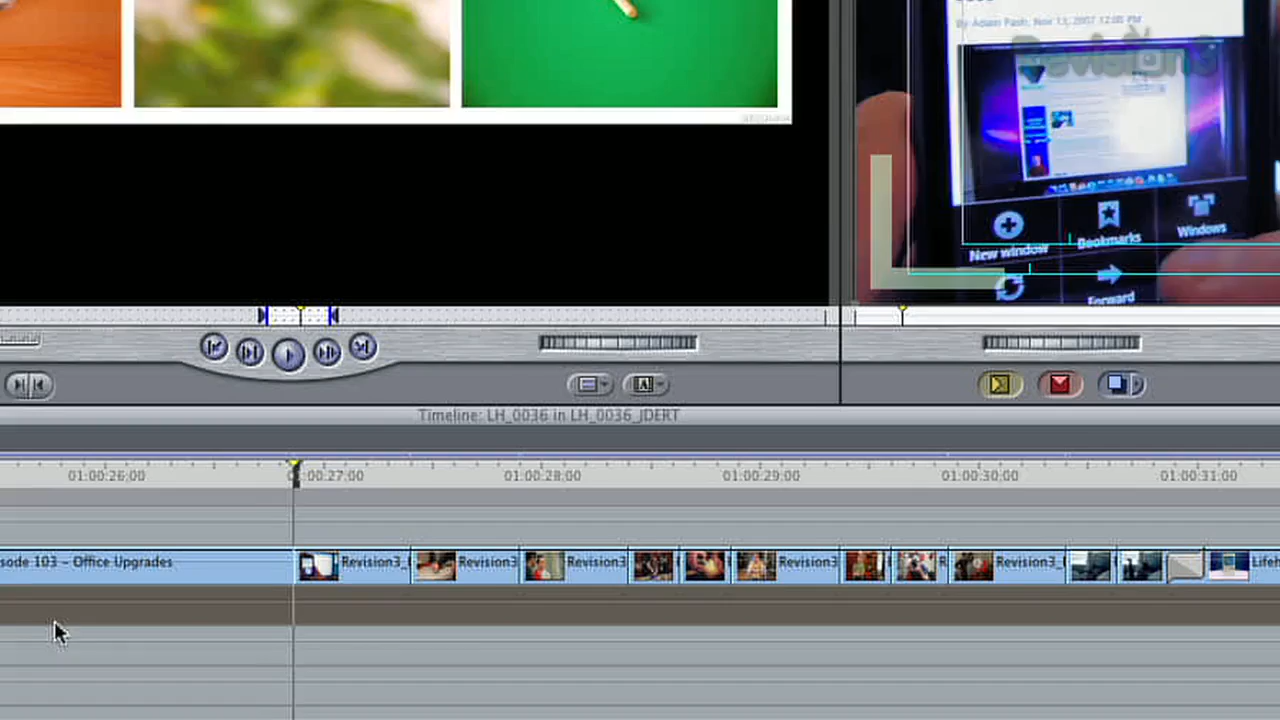 By Adam Pash, Nov 13, 2007 12:00 PM
Revision3
New window
Bookmarks
Windows
Forward
A
Timeline: LH_0036 in LH_0036_JDERT
01:00:26;00
01:00:27;00
01:00:28;00
01:00:29;00
01:00:30;00
01:00:31;00
sode 103 – Office Upgrades
Revision3_
Revision3
Revision3
Revision3
R
Revision3_
Lifeh